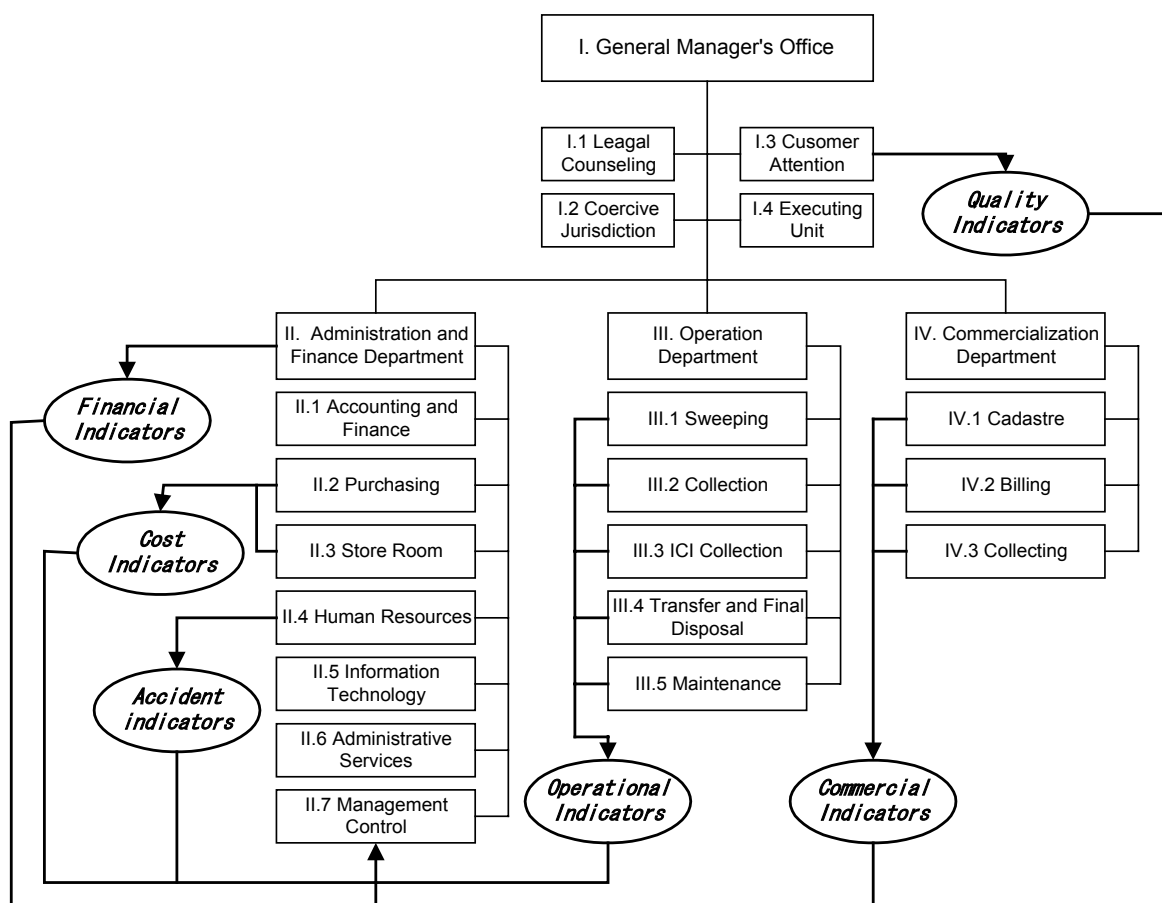 I. General Manager's Office
I.1 Leagal
Counseling
I.3 Cusomer
Attention
I.2 Coercive
Jurisdiction
I.4 Executing
Unit
Quality
Indicators
II. Administration and
Finance Department
III. Operation
Department
IV. Commercialization
Department
Financial
Indicators
II.1 Accounting and
Finance
III.1 Sweeping
IV.1 Cadastre
II.2 Purchasing
III.2 Collection
IV.2 Billing
Cost
Indicators
II.3 Store Room
III.3 ICI Collection
IV.3 Collecting
II.4 Human Resources
III.4 Transfer and Final
Disposal
Accident
indicators
II.5 Information
Technology
III.5 Maintenance
II.6 Administrative
Services
Operational
Indicators
Commercial
Indicators
II.7 Management
Control